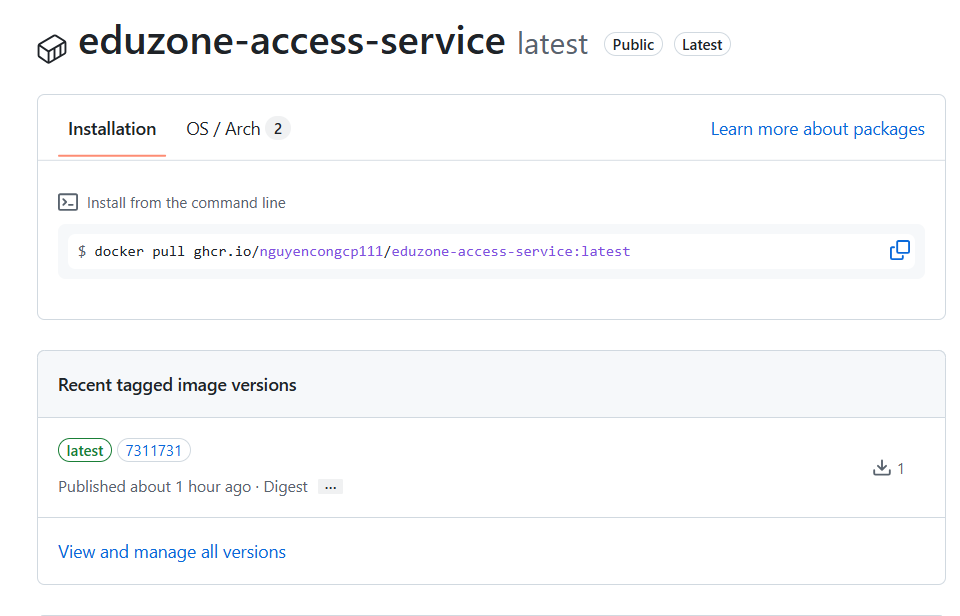 eduzone-access-service latest Public Latest
Installation OS / Arch 2 Learn more about packages
Install from the command line
$ docker pull ghcr.io/nguyencongcp111/eduzone-access-service:latest
Recent tagged image versions
latest 7311731
Published about 1 hour ago · Digest ...
1
View and manage all versions